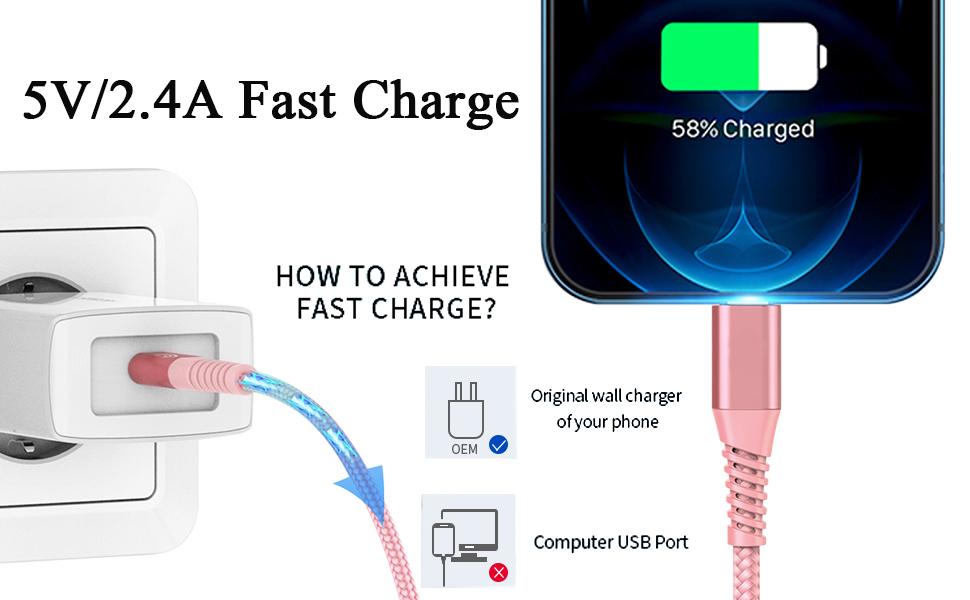 5V/2.4A Fast Charge
58% Charged
HOW TO ACHIEVE
FAST CHARGE?
OEM
Original wall charger
of your phone
Computer USB Port